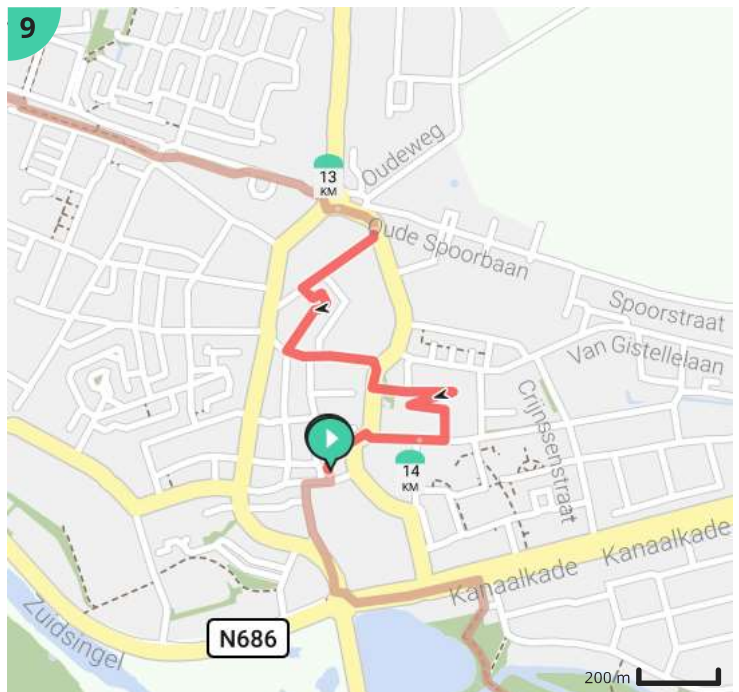 9
Oudeweg
13
KM
Oude Spoorbaan
Spoorstraat
Van Gistellelaan
Crijnssenstraat
14
KM
Kanaalkade
Kanaalkade
Zuidsingel
N686
200 m